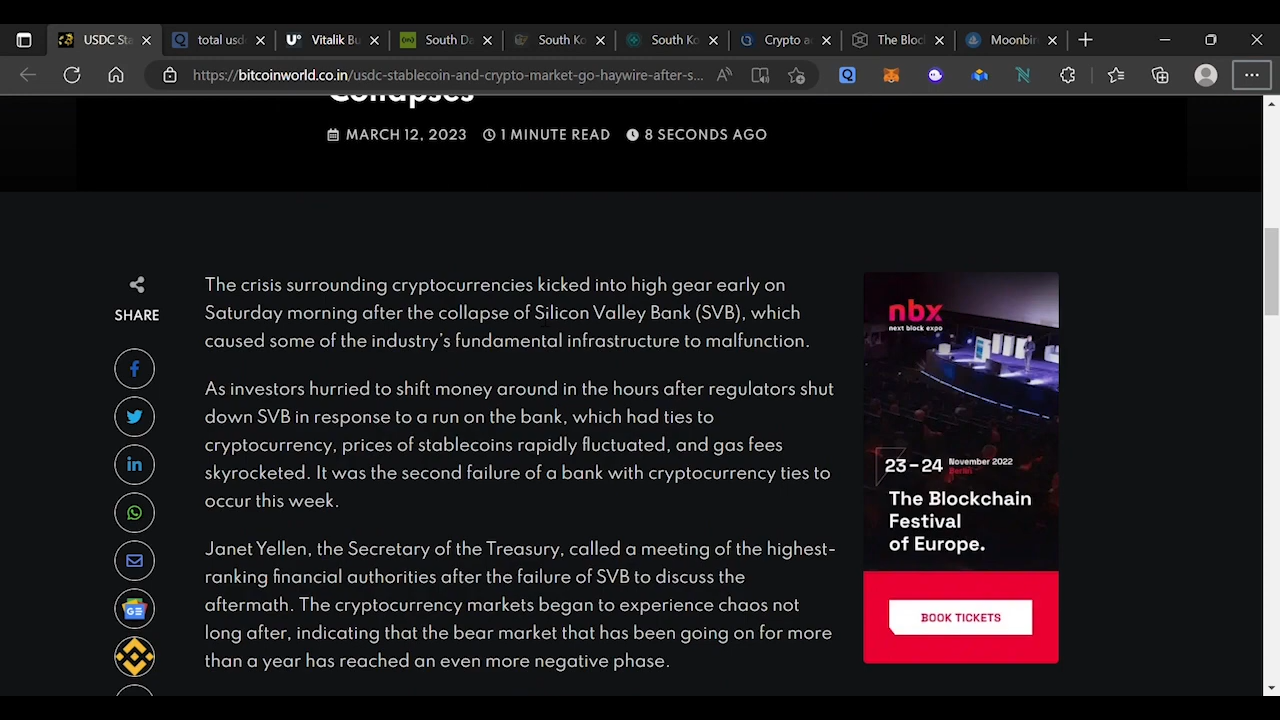 USDC Sta
total usd
Vitalik Bu
South Da
South Ko
South Ko
Crypto a
The Bloc
Moonbir
https://bitcoinworld.co.in/usdc-stablecoin-and-crypto-market-go-haywire-after-s...
Collapses
MARCH 12, 2023 1 MINUTE READ 8 SECONDS AGO
SHARE
The crisis surrounding cryptocurrencies kicked into high gear early on
Saturday morning after the collapse of Silicon Valley Bank (SVB), which
caused some of the industry's fundamental infrastructure to malfunction.
As investors hurried to shift money around in the hours after regulators shut
down SVB in response to a run on the bank, which had ties to
cryptocurrency, prices of stablecoins rapidly fluctuated, and gas fees
skyrocketed. It was the second failure of a bank with cryptocurrency ties to
occur this week.
Janet Yellen, the Secretary of the Treasury, called a meeting of the highest-
ranking financial authorities after the failure of SVB to discuss the
aftermath. The cryptocurrency markets began to experience chaos not
long after, indicating that the bear market that has been going on for more
than a year has reached an even more negative phase.
nbx
next block expo
23-24 November 2022
Berlin
The Blockchain
Festival
of Europe.
BOOK TICKETS